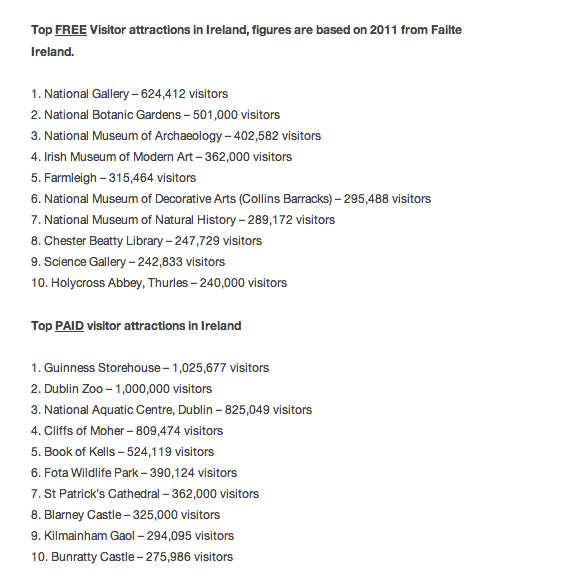 Top FREE Visitor attractions in Ireland, figures are based on 2011 from Failte
Ireland.
1. National Gallery – 624,412 visitors
2. National Botanic Gardens – 501,000 visitors
3. National Museum of Archaeology – 402,582 visitors
4. Irish Museum of Modern Art – 362,000 visitors
5. Farmleigh – 315,464 visitors
6. National Museum of Decorative Arts (Collins Barracks) – 295,488 visitors
7. National Museum of Natural History – 289,172 visitors
8. Chester Beatty Library – 247,729 visitors
9. Science Gallery – 242,833 visitors
10. Holycross Abbey, Thurles – 240,000 visitors
Top PAID visitor attractions in Ireland
1. Guinness Storehouse – 1,025,677 visitors
2. Dublin Zoo – 1,000,000 visitors
3. National Aquatic Centre, Dublin – 825,049 visitors
4. Cliffs of Moher – 809,474 visitors
5. Book of Kells – 524,119 visitors
6. Fota Wildlife Park – 390,124 visitors
7. St Patrick's Cathedral – 362,000 visitors
8. Blarney Castle – 325,000 visitors
9. Kilmainham Gaol – 294,095 visitors
10. Bunratty Castle – 275,986 visitors